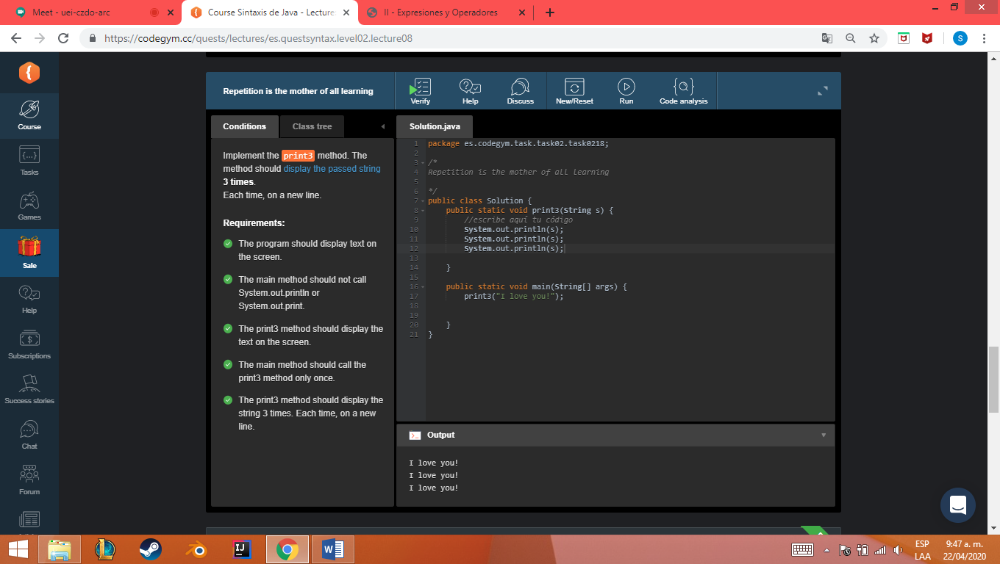 Meet - uei-czdo-arc
Course Sintaxis de Java - Lecture
II - Expresiones y Operadores
https://codegym.cc/quests/lectures/es.questsyntax.level02.lecture08
S
Course
Tasks
Games
Sale
Help
Subscriptions
Success stories
Chat
Forum
Repetition is the mother of all learning
Verify
Help
Discuss
New/Reset
Run
Code analysis
Conditions
Class tree
Implement the print3 method. The
method should display the passed string
3 times.
Each time, on a new line.
Requirements:
The program should display text on
the screen.
The main method should not call
System.out.println or
System.out.print.
The print3 method should display the
text on the screen.
The main method should call the
print3 method only once.
The print3 method should display the
string 3 times. Each time, on a new
line.
Solution.java
1 package es.codegym.task.task02.task0218;
2
3 /*
4 Repetition is the mother of all learning
5
6 */
7 public class Solution {
8 public static void print3(String s) {
9 //escribe aquí tu código
10 System.out.println(s);
11 System.out.println(s);
12 System.out.println(s);
13
14 }
15
16 public static void main(String[] args) {
17 print3("I love you!");
18
19
20 }
21 }
Output
I love you!
I love you!
I love you!
IJ
W
ESP
LAA
9:47 a. m.
22/04/2020